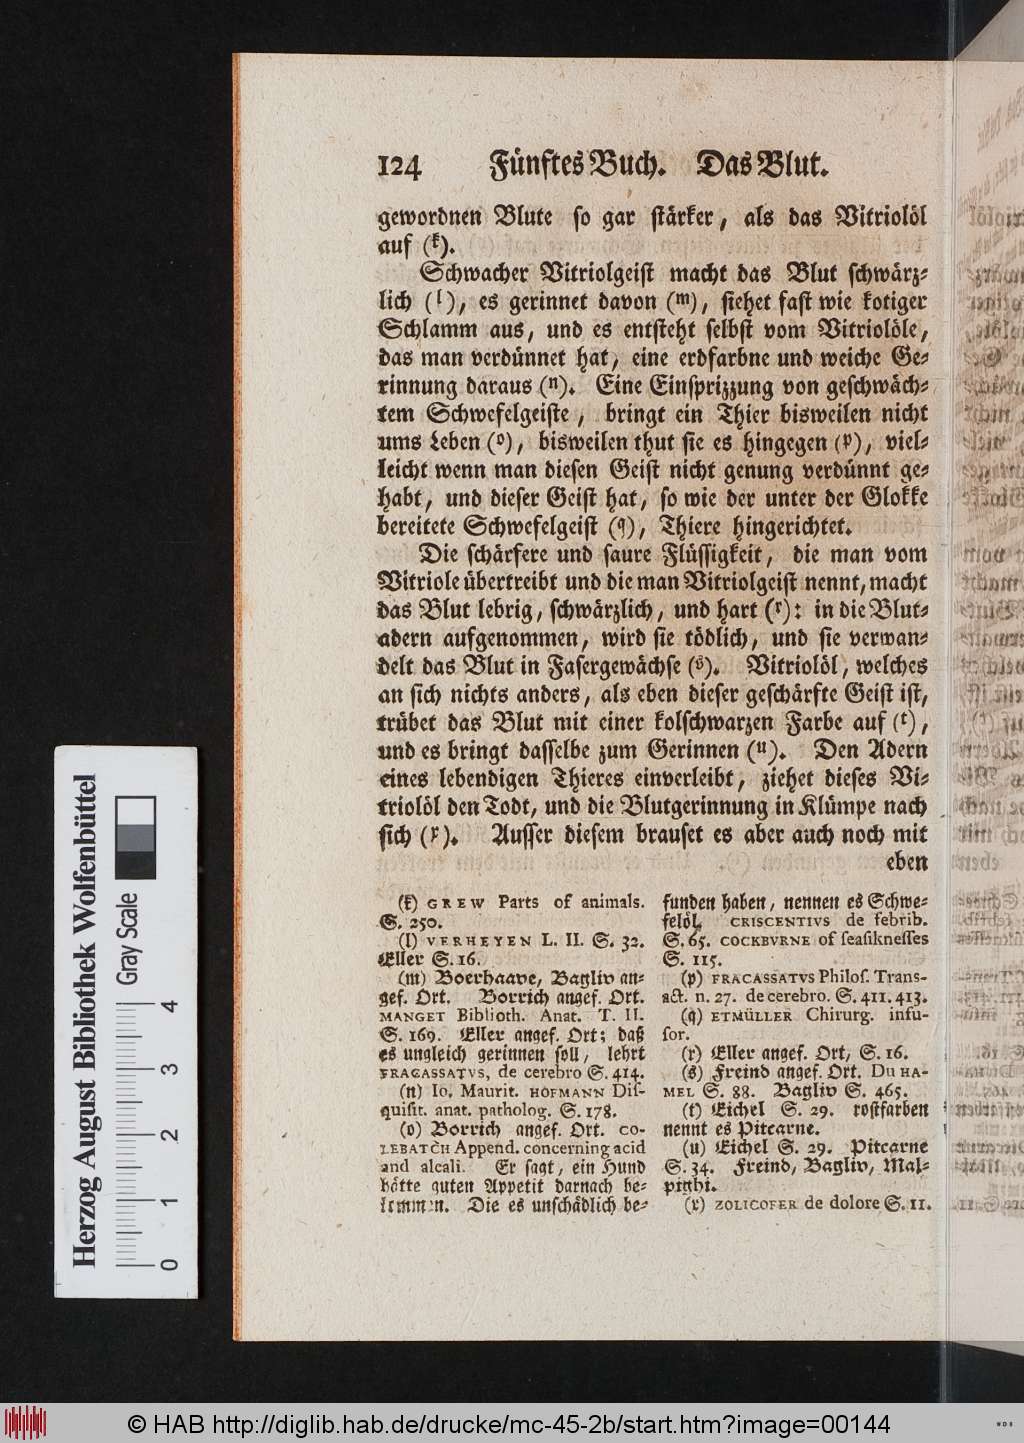 124 Fünftes Buch. Das Blut.
gewordnen Blute so gar stärker, als das Vitriolöl
auf (k).
Schwacher Vitriolgeist macht das Blut schwärz-
lich (l), es gerinnet davon (m), siehet fast wie kotiger
Schlamm aus, und es entsteht selbst vom Vitriolöle,
das man verdünnet hat, eine erdfarbne und weiche Ge-
rinnung daraus (n). Eine Einsprizzung von geschwäch-
tem Schwefelgeiste, bringt ein Thier bisweilen nicht
ums Leben (o), bisweilen thut sie es hingegen (p), viel-
leicht wenn man diesen Geist nicht genung verdünnt ge-
habt, und dieser Geist hat, so wie der unter der Glokke
bereitete Schwefelgeist (q), Thiere hingerichtet.
Die schärfere und saure Flüssigkeit, die man vom
Vitriole übertreibt und die man Vitriolgeist nennt, macht
das Blut lebrig, schwärzlich, und hart (r): in die Blut-
adern aufgenommen, wird sie tödlich, und sie verwan-
delt das Blut in Fasergewächse (s). Vitriolöl, welches
an sich nichts anders, als eben dieser geschärfte Geist ist,
trübet das Blut mit einer kolschwarzen Farbe auf (t),
und es bringt dasselbe zum Gerinnen (u). Den Adern
eines lebendigen Thieres einverleibt, ziehet dieses Vi-
triolöl den Todt, und die Blutgerinnung in Klümpe nach
sich (x). Ausser diesem brauset es aber auch noch mit
eben
(k) GREW Parts of animals.
S. 250.
(l) VERHEYEN L. II. S. 32.
Eller S. 16.
(m) Boerhaave, Bagliv an-
gef. Ort. Borrich angef. Ort.
MANGET Biblioth. Anat. T. II.
S. 169. Eller angef. Ort; daß
es ungleich gerinnen soll, lehrt
FRACASSATVS, de cerebro S. 414.
(n) Io. Maurit. HOFMANN Dis-
quisit. anat. patholog. S. 178.
(o) Borrich angef. Ort. CO-
LEBATCH Append. concerning acid
and alcali. Er sagt, ein Hund
hätte guten Appetit darnach be-
kommen. Die es unschädlich be-
funden haben, nennen es Schwe-
felöl. CRISCENTIVS de febrib.
S. 65. COCKBVRNE of seasiknesses
S. 115.
(p) FRACASSATVS Philos. Trans-
act. n. 27. de cerebro. S. 411. 413.
(q) ETMÜLLER Chirurg. infu-
sor.
(r) Eller angef. Ort, S. 16.
(s) Freind angef. Ort. DU HA-
MEL S. 88. Bagliv S. 465.
(t) Eichel S. 29. rostfarben
nennt es Pitcarne.
(u) Eichel S. 29. Pitcarne
S. 34. Freind, Bagliv, Mal-
pighi.
(x) ZOLICOFER de dolore S. 11.
Herzog August Bibliothek Wolfenbüttel
Gray Scale
0 1 2 3 4
© HAB http://diglib.hab.de/drucke/mc-45-2b/start.htm?image=00144